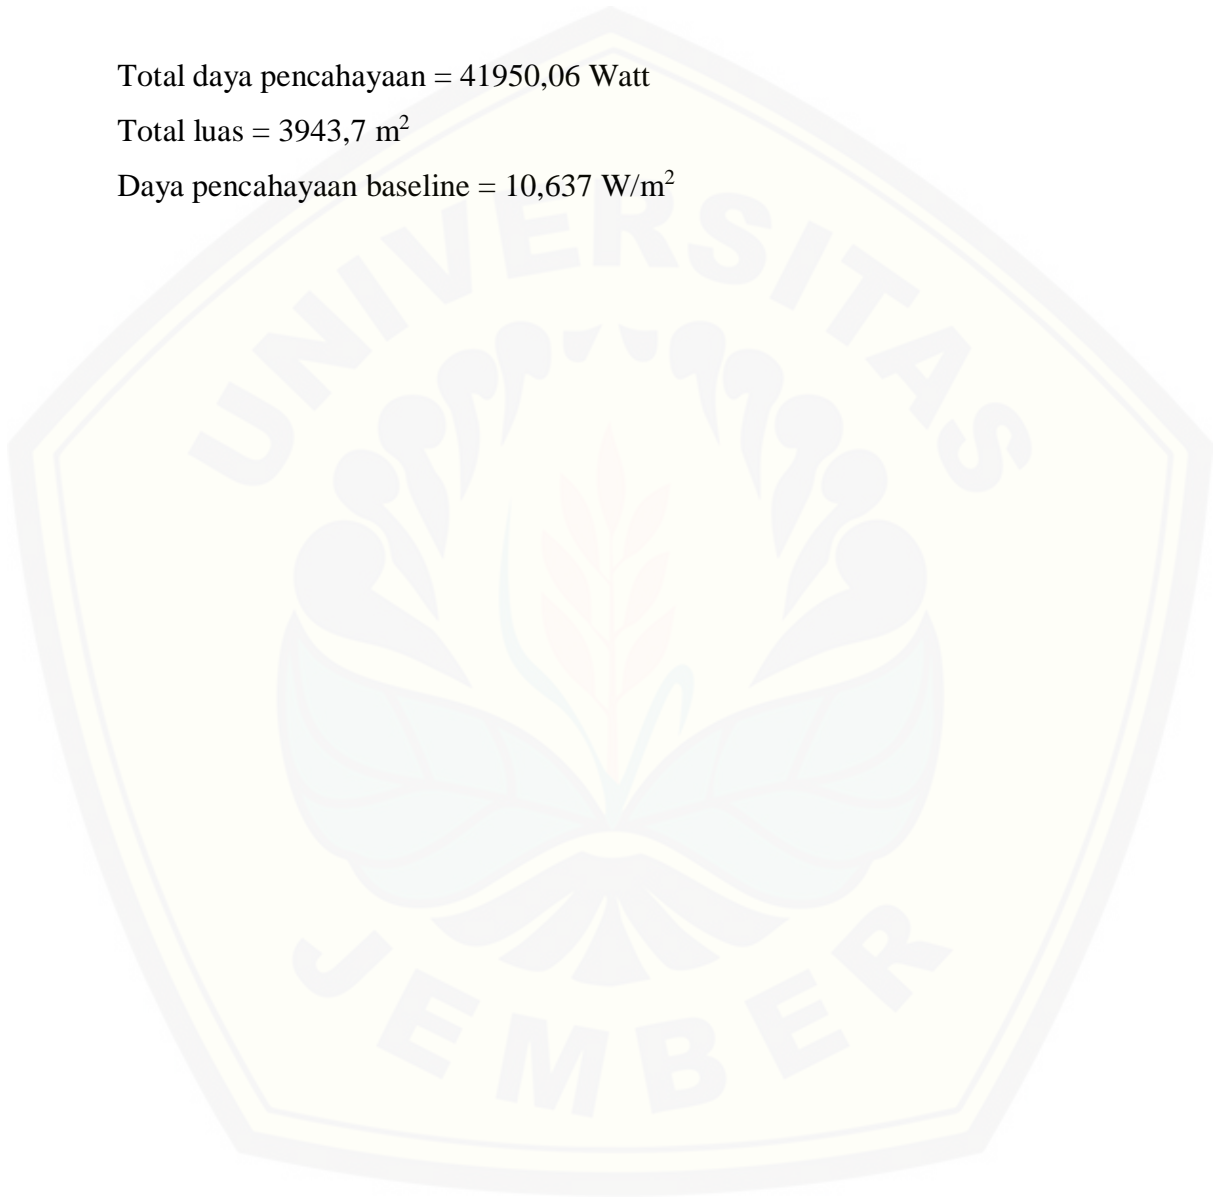 Total daya pencahayaan = 41950,06 Watt
Total luas = 3943,7 m²
Daya pencahayaan baseline = 10,637 W/m²
UNIVERSITAS
JEMBER